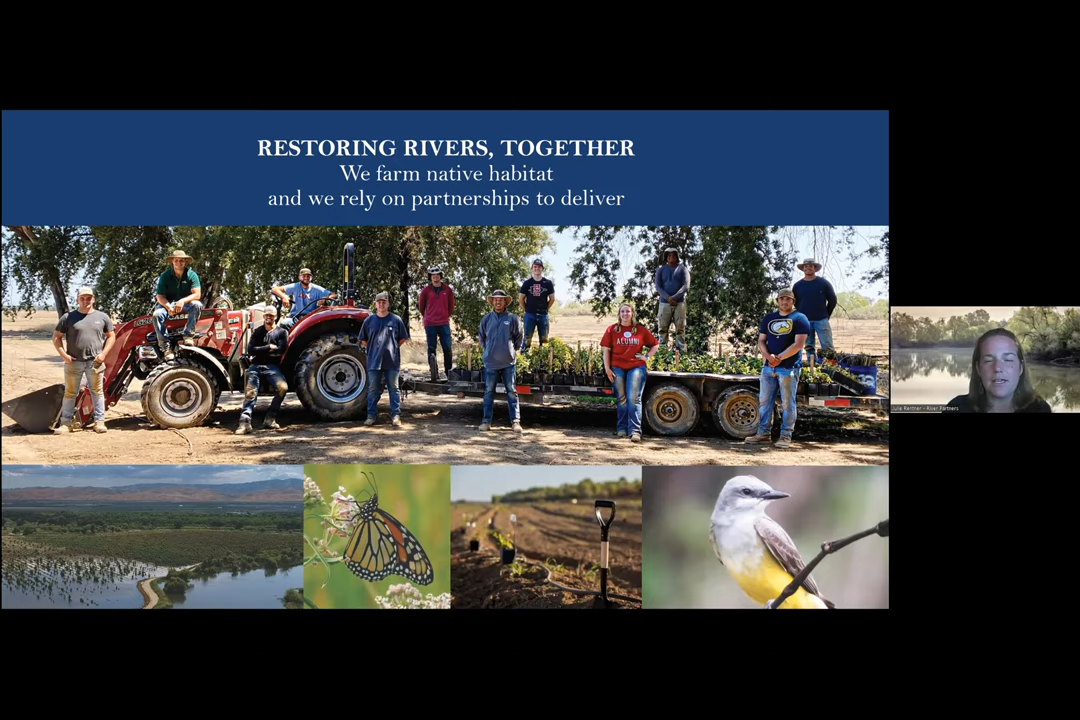 RESTORING RIVERS, TOGETHER
We farm native habitat
and we rely on partnerships to deliver
ALUMNI
CASE
Julie Rentner - River Partners